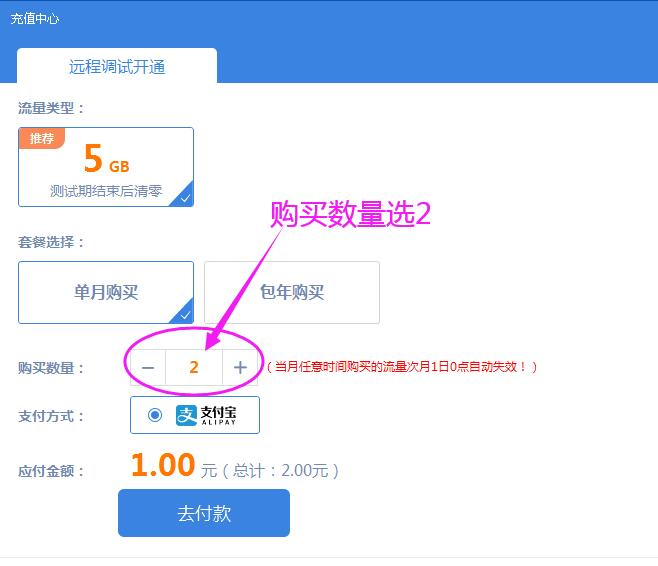 充值中心
远程调试开通
流量类型：
推荐
5 GB
测试期结束后清零
购买数量选2
套餐选择：
单月购买
包年购买
购买数量：
− 2 +
（当月任意时间购买的流量次月1日0点自动失效！）
支付方式：
支 支付宝
ALIPAY
应付金额：
1.00 元（总计：2.00元）
去付款